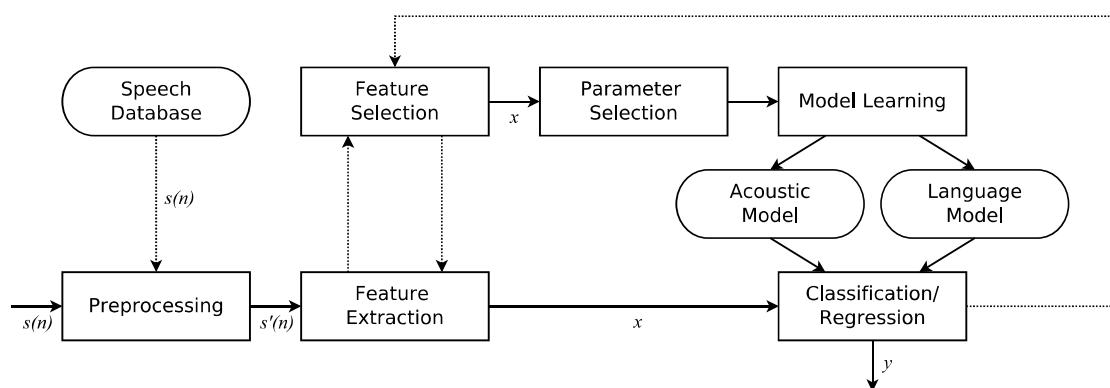 Speech
Database
Feature
Selection
x
Parameter
Selection
Model Learning
s(n)
Acoustic
Model
Language
Model
s(n)
Preprocessing
s'(n)
Feature
Extraction
x
Classification/
Regression
y